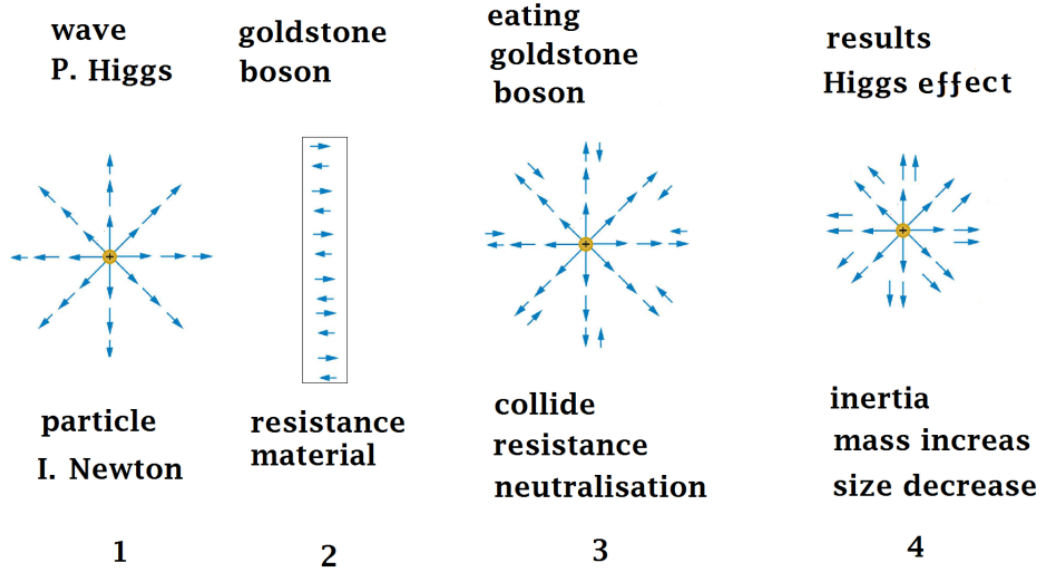 wave
P. Higgs
goldstone
boson
eating
goldstone
boson
results
Higgs effect
+
+
+
particle
I. Newton
resistance
material
collide
resistance
neutralisation
inertia
mass increas
size decrease
1
2
3
4